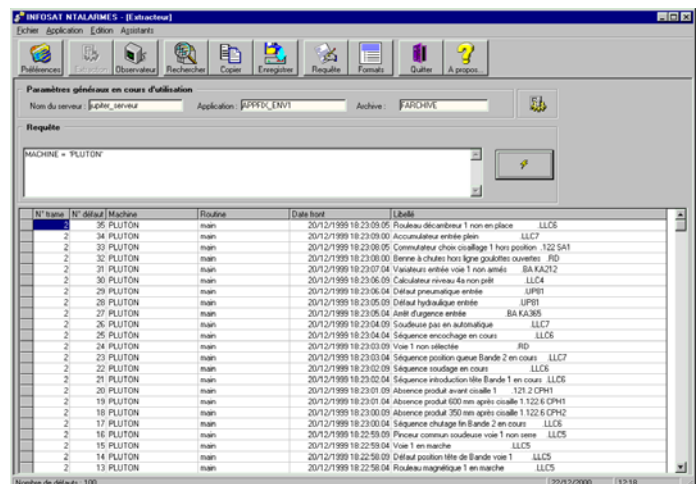 INFOSAT NTALARMES - [Extracteur]
Fichier Application Edition Assistants
Préférences Extraction Observateur Rechercher Copier Enregistrer Requête Formats Quitter A propos...
Paramètres généraux en cours d'utilisation
Nom du serveur : jupiter_serveur Application : APPFIX_ENV1 Archive : FARCHIVE
Requête
MACHINE = 'PLUTON'
N° trame N° défaut Machine Routine Date front Libellé
2 35 PLUTON main 20/12/1999 18:23:09.05 Rouleau décambreur 1 non en place .LLC6
2 34 PLUTON main 20/12/1999 18:23:09.00 Accumulateur entrée plein .LLC7
2 33 PLUTON main 20/12/1999 18:23:08.05 Commutateur choix cisaillage 1 hors position .122 SA1
2 32 PLUTON main 20/12/1999 18:23:08.00 Benne à chutes hors ligne goulottes ouvertes .RD
2 31 PLUTON main 20/12/1999 18:23:07.04 Variateurs entrée voie 1 non armés .BA KA212
2 30 PLUTON main 20/12/1999 18:23:06.09 Calculateur niveau 4a non prêt .LLC4
2 29 PLUTON main 20/12/1999 18:23:06.04 Défaut pneumatique entrée .UPB1
2 28 PLUTON main 20/12/1999 18:23:05.09 Défaut hydraulique entrée .UPB1
2 27 PLUTON main 20/12/1999 18:23:05.04 Arrêt d'urgence entrée .BA KA365
2 26 PLUTON main 20/12/1999 18:23:04.09 Soudeuse pas en automatique .LLC7
2 25 PLUTON main 20/12/1999 18:23:04.04 Séquence encochage en cours .LLC6
2 24 PLUTON main 20/12/1999 18:23:03.09 Voie 1 non sélectée .RD
2 23 PLUTON main 20/12/1999 18:23:03.04 Séquence position queue Bande 2 en cours .LLC7
2 22 PLUTON main 20/12/1999 18:23:02.09 Séquence soudage en cours .LLC6
2 21 PLUTON main 20/12/1999 18:23:02.04 Séquence introduction tête Bande 1 en cours .LLC6
2 20 PLUTON main 20/12/1999 18:23:01.09 Absence produit avant cisaille 1 .121.2 CPH1
2 19 PLUTON main 20/12/1999 18:23:01.04 Absence produit 600 mm après cisaille 1.122.6 CPH1
2 18 PLUTON main 20/12/1999 18:23:00.09 Absence produit 350 mm après cisaille 1.122.6 CPH2
2 17 PLUTON main 20/12/1999 18:23:00.04 Séquence chutage fin Bande 2 en cours .LLC6
2 16 PLUTON main 20/12/1999 18:22:59.09 Pinceur commun soudeuse voie 1 non serre .LLC5
2 15 PLUTON main 20/12/1999 18:22:59.04 Voie 1 en marche .LLC5
2 14 PLUTON main 20/12/1999 18:22:58.09 Défaut position tête de Bande voie 1 .LLC5
2 13 PLUTON main 20/12/1999 18:22:58.04 Rouleau magnétique 1 en marche .LLC5
Nombre de défauts : 100 22/12/2000 12:18